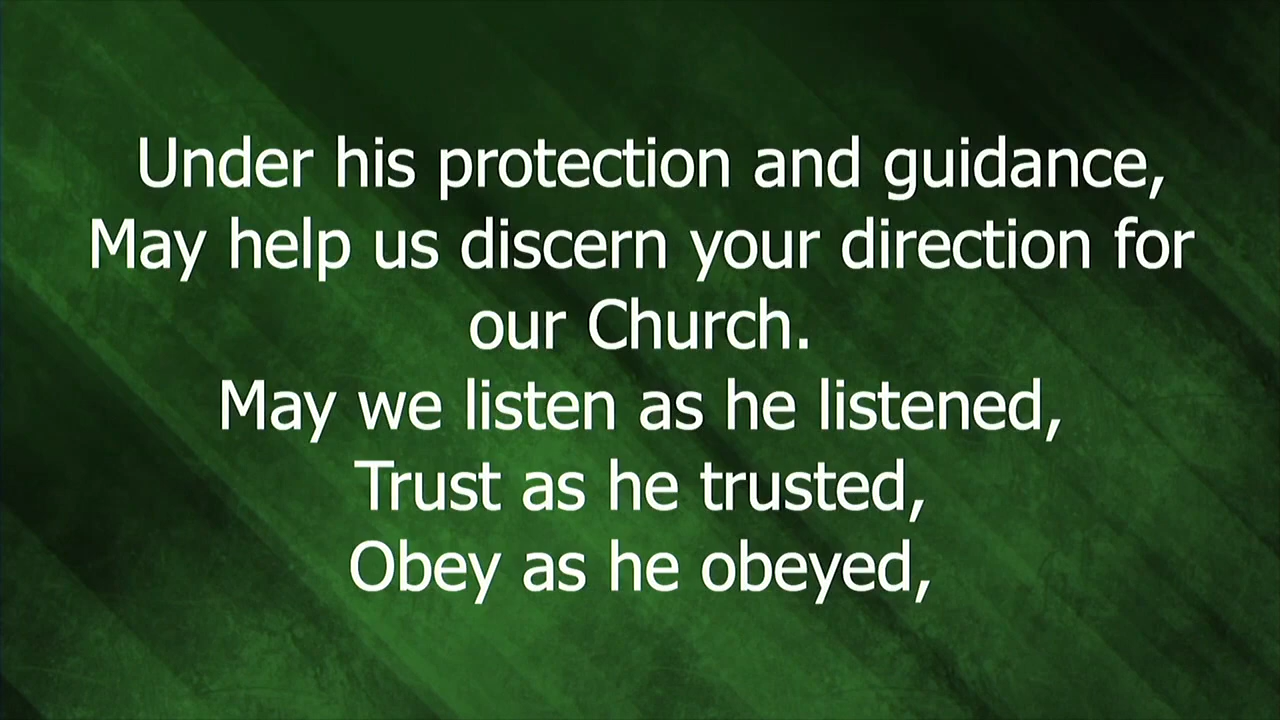 Under his protection and guidance,
May help us discern your direction for
our Church.
May we listen as he listened,
Trust as he trusted,
Obey as he obeyed,